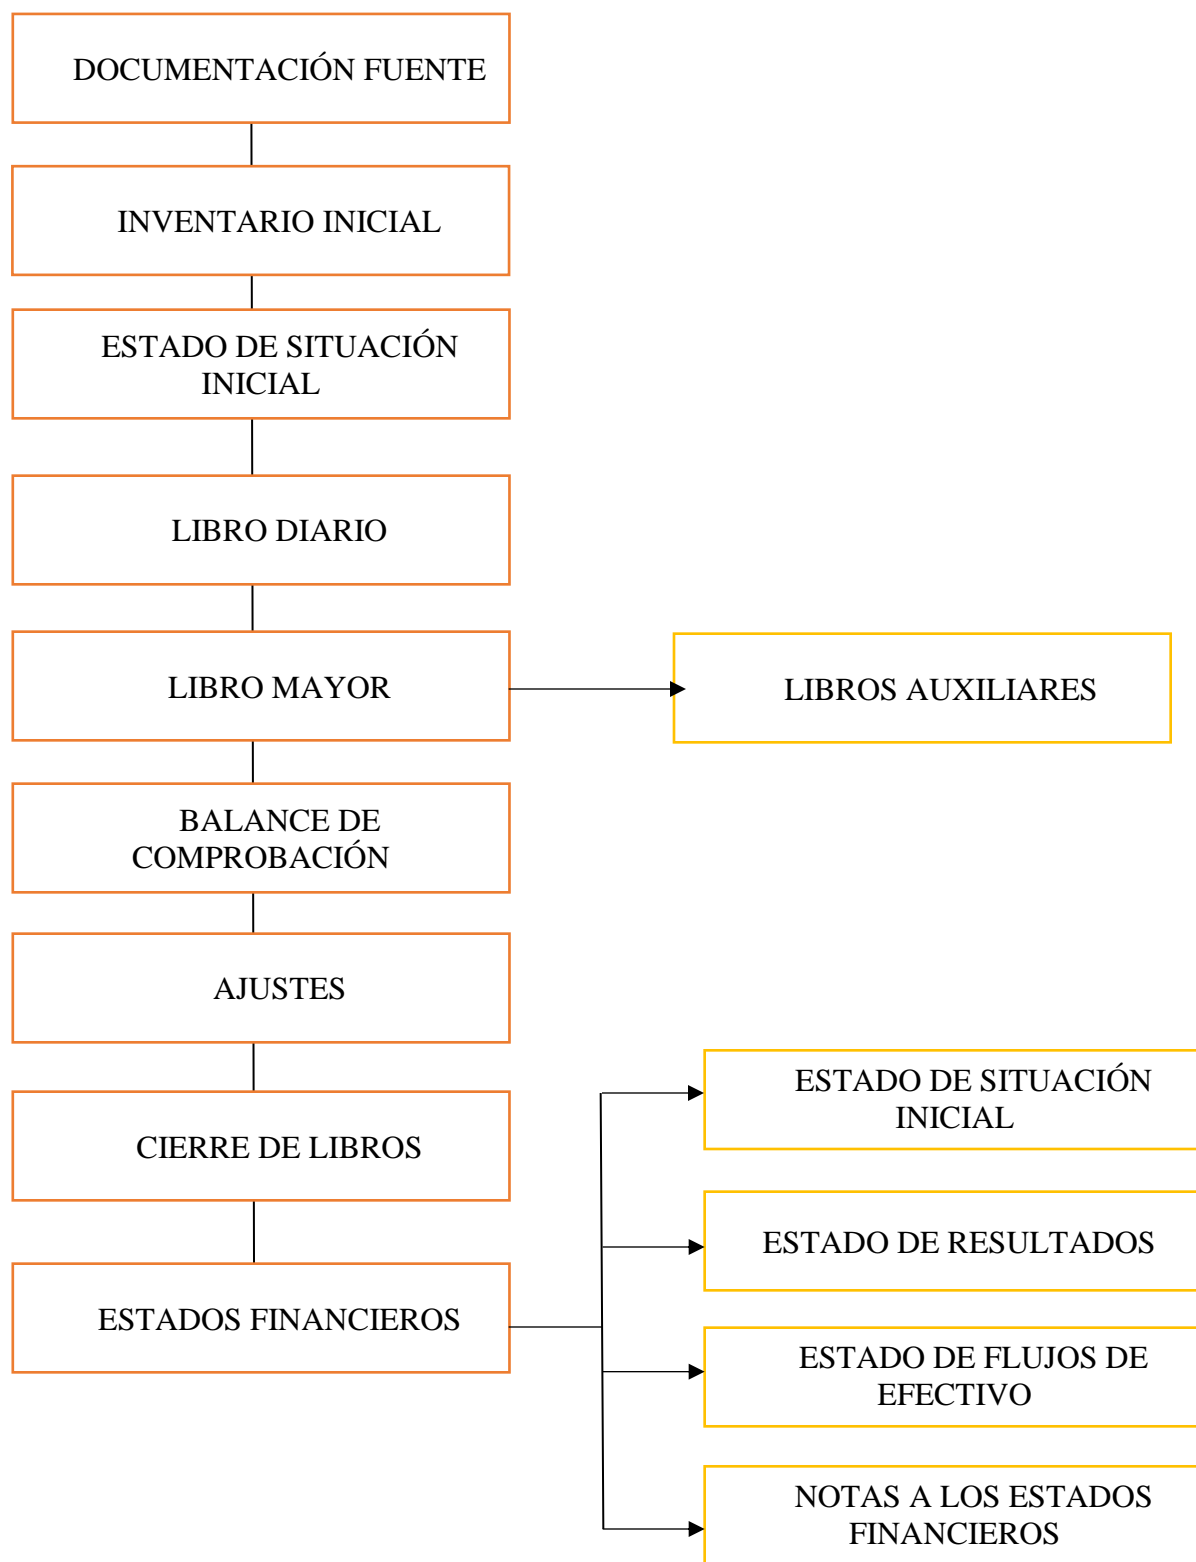 DOCUMENTACIÓN FUENTE
INVENTARIO INICIAL
ESTADO DE SITUACIÓN
INICIAL
LIBRO DIARIO
LIBRO MAYOR
LIBROS AUXILIARES
BALANCE DE
COMPROBACIÓN
AJUSTES
CIERRE DE LIBROS
ESTADOS FINANCIEROS
ESTADO DE SITUACIÓN
INICIAL
ESTADO DE RESULTADOS
ESTADO DE FLUJOS DE
EFECTIVO
NOTAS A LOS ESTADOS
FINANCIEROS